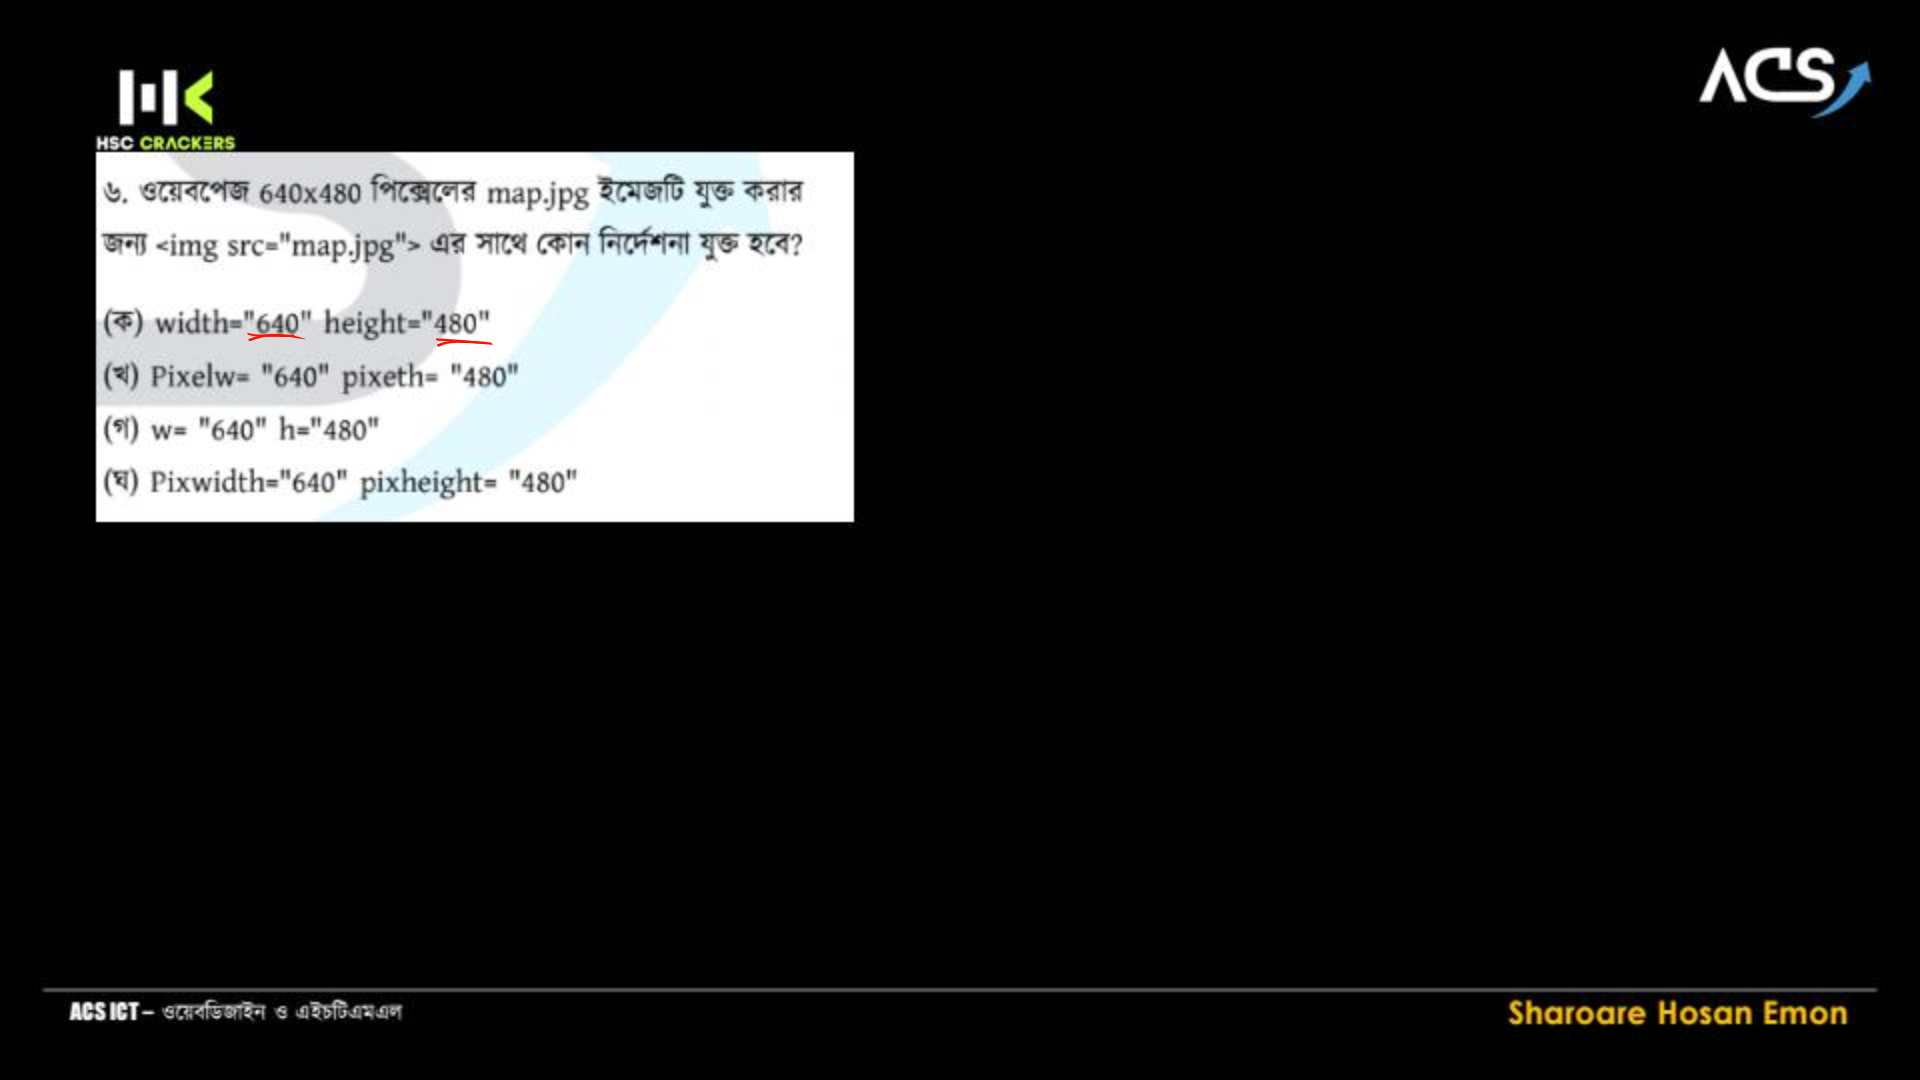 HSC CRACKERS
ACS
৬. ওয়েবপেজ 640x480 পিক্সেলের map.jpg ইমেজটি যুক্ত করার
জন্য <img src="map.jpg"> এর সাথে কোন নির্দেশনা যুক্ত হবে?
(ক) width="640" height="480"
(খ) Pixelw= "640" pixeth= "480"
(গ) w= "640" h="480"
(ঘ) Pixwidth="640" pixheight= "480"
ACS ICT – ওয়েবডিজাইন ও এইচটিএমএল
Sharoare Hosan Emon